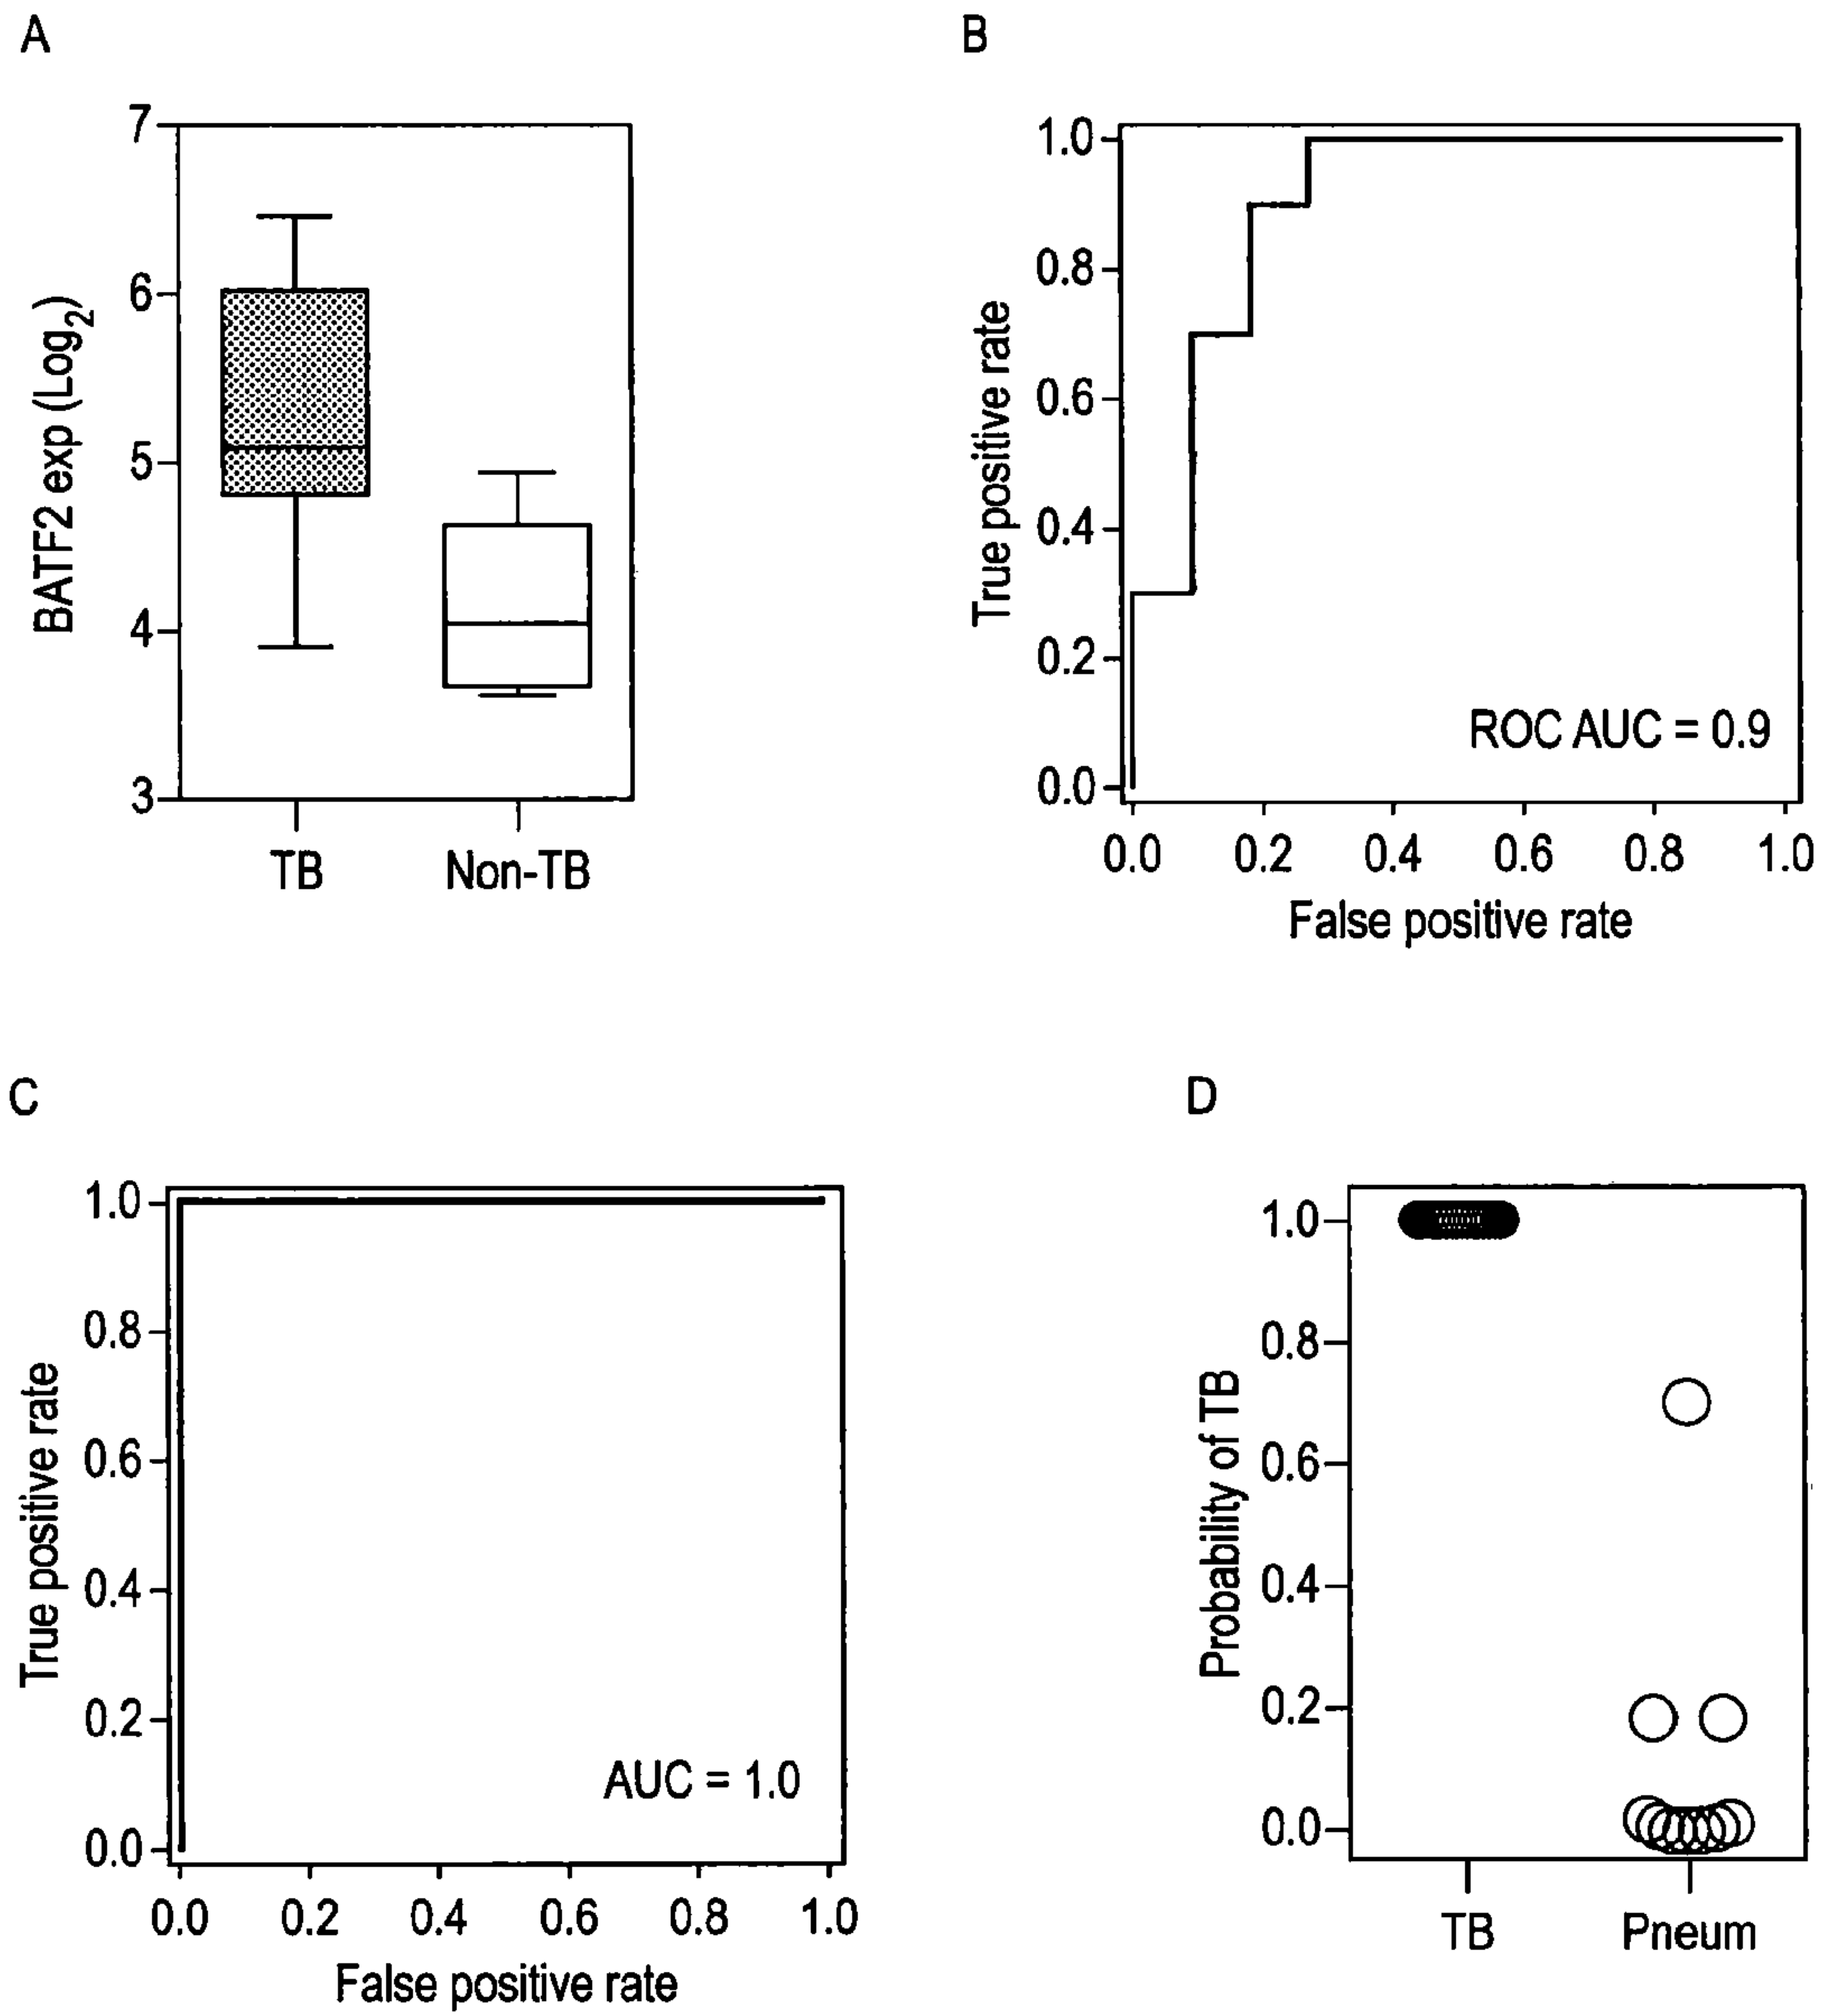 A
7
6
5
4
3
BATF2 exp (Log2)
TB
Non-TB
B
1.0
0.8
0.6
0.4
0.2
0.0
True positive rate
ROC AUC = 0.9
0.0 0.2 0.4 0.6 0.8 1.0
False positive rate
C
1.0
0.8
0.6
0.4
0.2
0.0
True positive rate
AUC = 1.0
0.0 0.2 0.4 0.6 0.8 1.0
False positive rate
D
1.0
0.8
0.6
0.4
0.2
0.0
Probability of TB
TB
Pneum